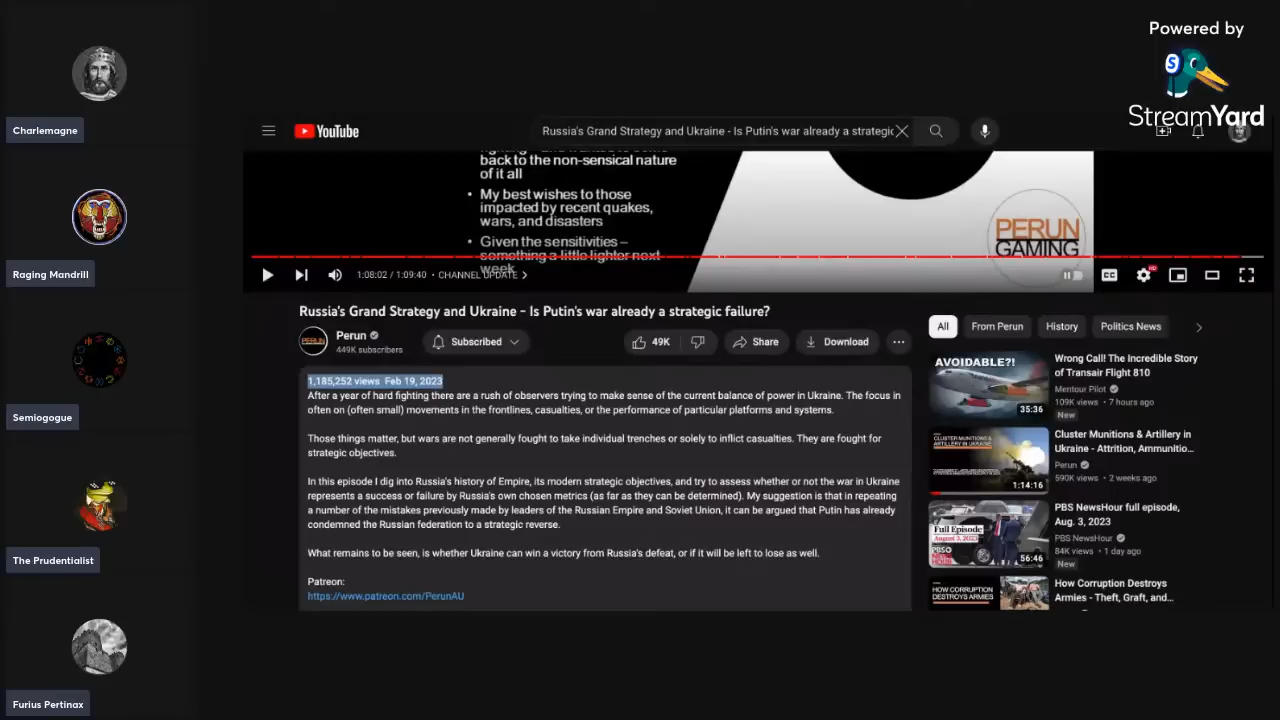 Charlemagne
Raging Mandrill
Semiogogue
The Prudentialist
Furius Pertinax
Powered by
S
StreamYard
YouTube
Russia's Grand Strategy and Ukraine - Is Putin's war already a strategic
back to the non-sensical nature
of it all
• My best wishes to those
impacted by recent quakes,
wars, and disasters
• Given the sensitivities –
something a little lighter next
week
PERUN
GAMING
1:08:02 / 1:09:40 • CHANNEL UPDATE >
CC
HD
Russia's Grand Strategy and Ukraine - Is Putin's war already a strategic failure?
PERUN
Perun
449K subscribers
Subscribed
49K
Share
Download
1,185,252 views Feb 19, 2023
After a year of hard fighting there are a rush of observers trying to make sense of the current balance of power in Ukraine. The focus in
often on (often small) movements in the frontlines, casualties, or the performance of particular platforms and systems.
Those things matter, but wars are not generally fought to take individual trenches or solely to inflict casualties. They are fought for
strategic objectives.
In this episode I dig into Russia's history of Empire, its modern strategic objectives, and try to assess whether or not the war in Ukraine
represents a success or failure by Russia's own chosen metrics (as far as they can be determined). My suggestion is that in repeating
a number of the mistakes previously made by leaders of the Russian Empire and Soviet Union, it can be argued that Putin has already
condemned the Russian federation to a strategic reverse.
What remains to be seen, is whether Ukraine can win a victory from Russia's defeat, or if it will be left to lose as well.
Patreon:
https://www.patreon.com/PerunAU
All
From Perun
History
Politics News
AVOIDABLE?!
35:36
Wrong Call! The Incredible Story
of Transair Flight 810
Mentour Pilot
109K views • 7 hours ago
New
CLUSTER MUNITIONS &
ARTILLERY IN UKRAINE
1:14:16
Cluster Munitions & Artillery in
Ukraine - Attrition, Ammunitio...
Perun
590K views • 2 weeks ago
Full Episode
August 3, 2023
56:46
PBS NewsHour full episode,
Aug. 3, 2023
PBS NewsHour
84K views • 1 day ago
New
HOW CORRUPTION
DESTROYS ARMIES
How Corruption Destroys
Armies - Theft, Graft, and...